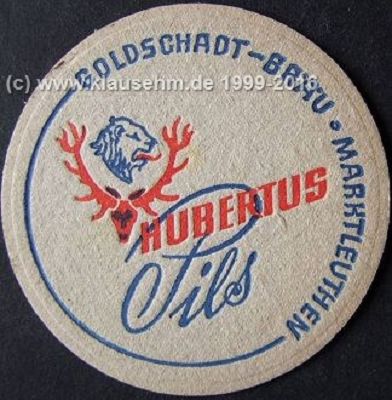 GOLDSCHADT-BRÄU • MARKTLEUTHEN
(c) www.klausehm.de 1999-2016
HUBERTUS
Pils